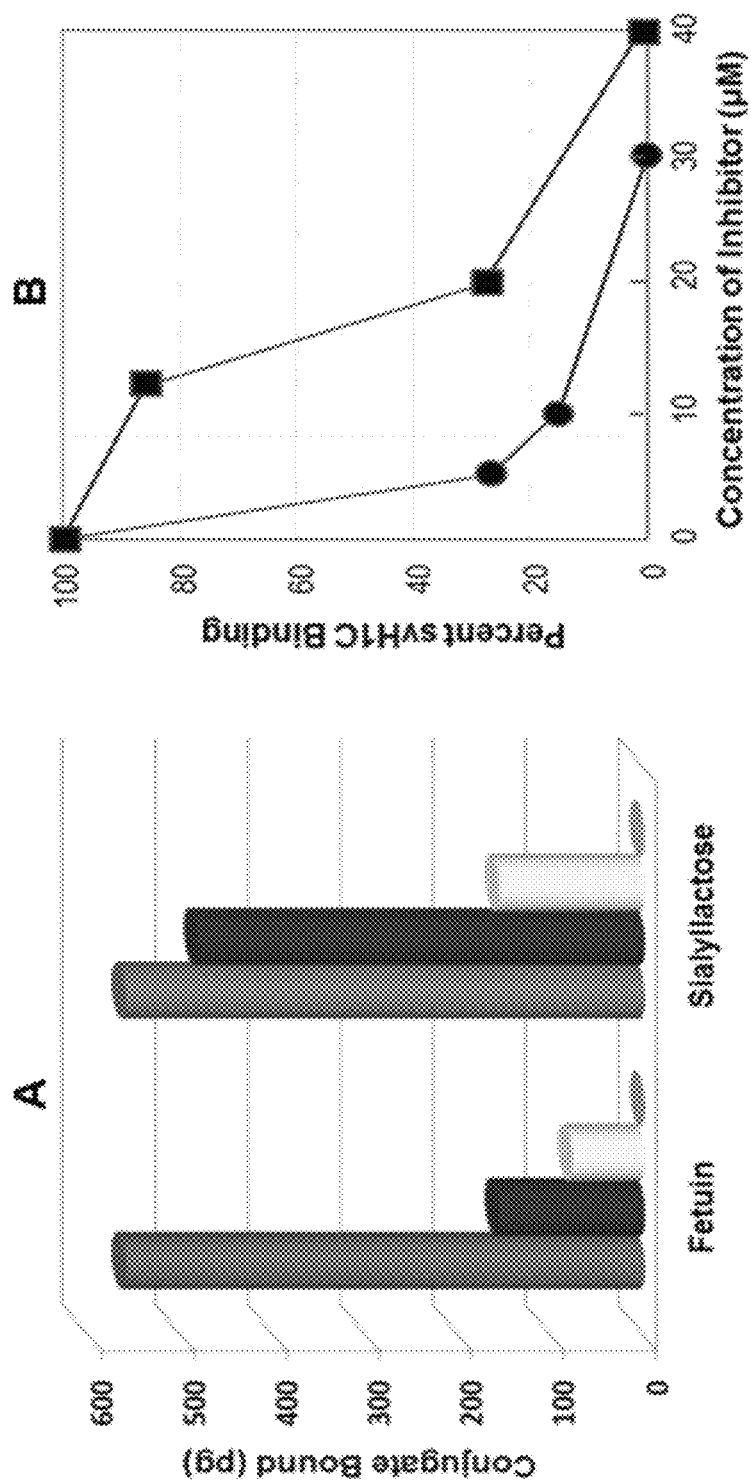 A
Conjugate Bound (pg)
600
500
400
300
200
100
0
Fetuin
Sialyllactose
B
Percent svH1C Binding
100
80
60
40
20
0
0
10
20
30
40
Concentration of Inhibitor (μM)